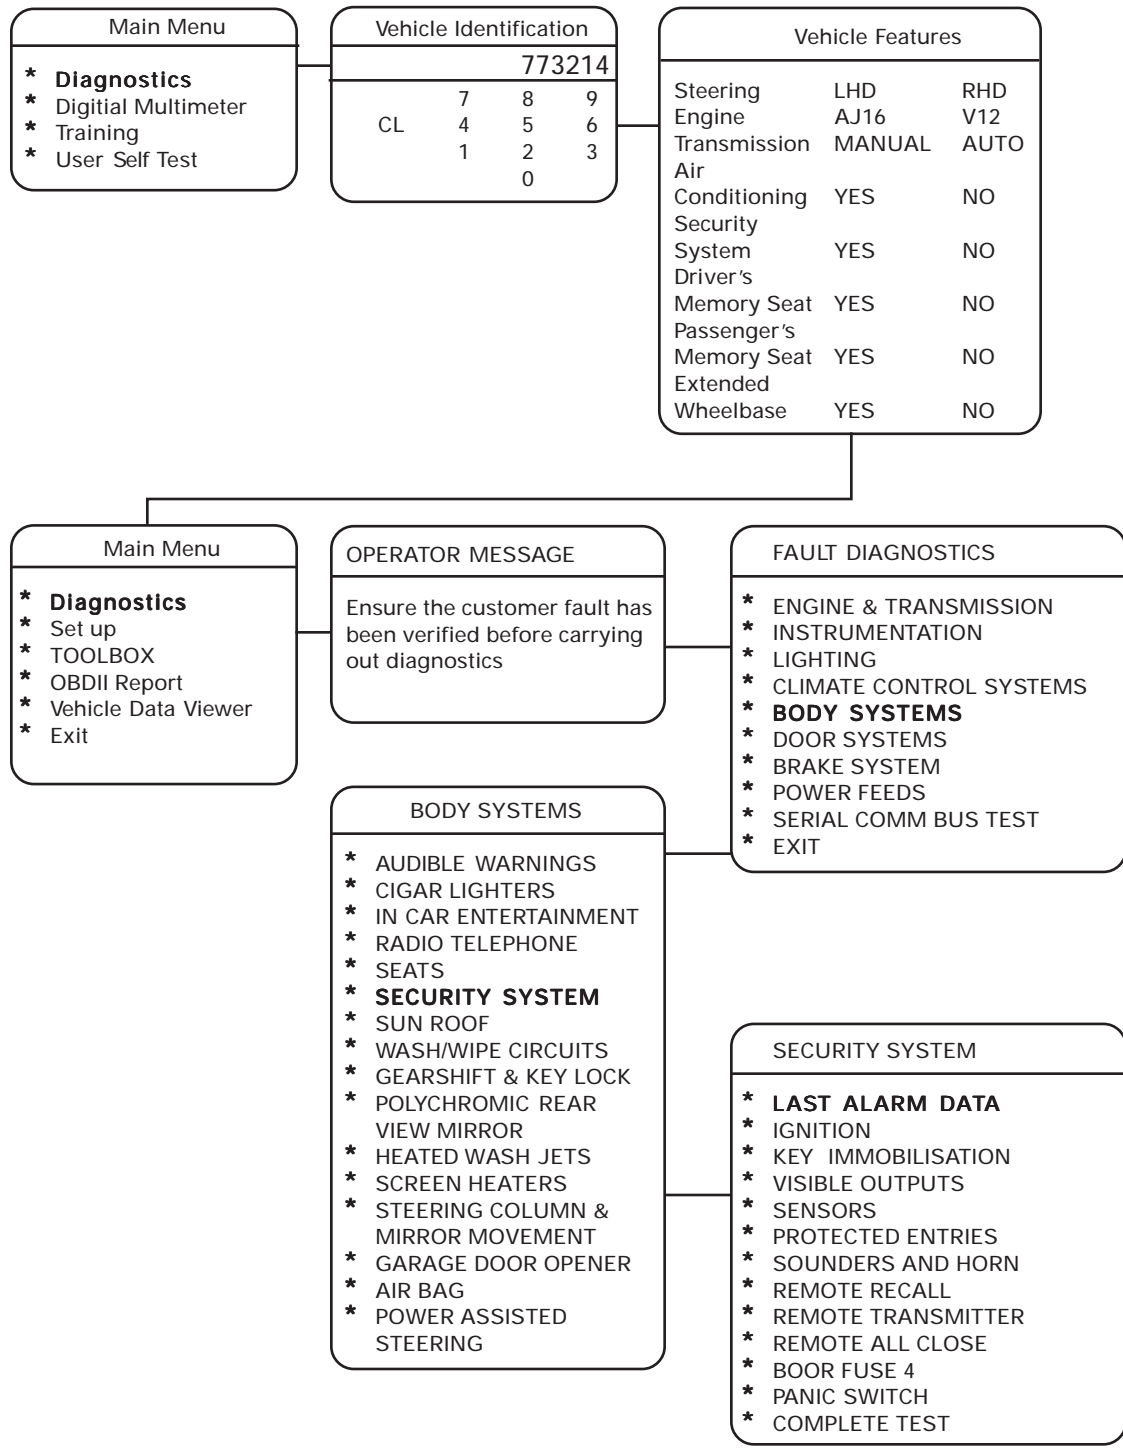 Main Menu
* Diagnostics
* Digitial Multimeter
* Training
* User Self Test
Vehicle Identification
773214
7 8 9
CL 4 5 6
1 2 3
0
Vehicle Features
Steering LHD RHD
Engine AJ16 V12
Transmission MANUAL AUTO
Air
Conditioning YES NO
Security
System YES NO
Driver's
Memory Seat YES NO
Passenger's
Memory Seat YES NO
Extended
Wheelbase YES NO
Main Menu
* Diagnostics
* Set up
* TOOLBOX
* OBDII Report
* Vehicle Data Viewer
* Exit
OPERATOR MESSAGE
Ensure the customer fault has
been verified before carrying
out diagnostics
FAULT DIAGNOSTICS
* ENGINE & TRANSMISSION
* INSTRUMENTATION
* LIGHTING
* CLIMATE CONTROL SYSTEMS
* BODY SYSTEMS
* DOOR SYSTEMS
* BRAKE SYSTEM
* POWER FEEDS
* SERIAL COMM BUS TEST
* EXIT
BODY SYSTEMS
* AUDIBLE WARNINGS
* CIGAR LIGHTERS
* IN CAR ENTERTAINMENT
* RADIO TELEPHONE
* SEATS
* SECURITY SYSTEM
* SUN ROOF
* WASH/WIPE CIRCUITS
* GEARSHIFT & KEY LOCK
* POLYCHROMIC REAR
VIEW MIRROR
* HEATED WASH JETS
* SCREEN HEATERS
* STEERING COLUMN &
MIRROR MOVEMENT
* GARAGE DOOR OPENER
* AIR BAG
* POWER ASSISTED
STEERING
SECURITY SYSTEM
* LAST ALARM DATA
* IGNITION
* KEY IMMOBILISATION
* VISIBLE OUTPUTS
* SENSORS
* PROTECTED ENTRIES
* SOUNDERS AND HORN
* REMOTE RECALL
* REMOTE TRANSMITTER
* REMOTE ALL CLOSE
* BOOR FUSE 4
* PANIC SWITCH
* COMPLETE TEST